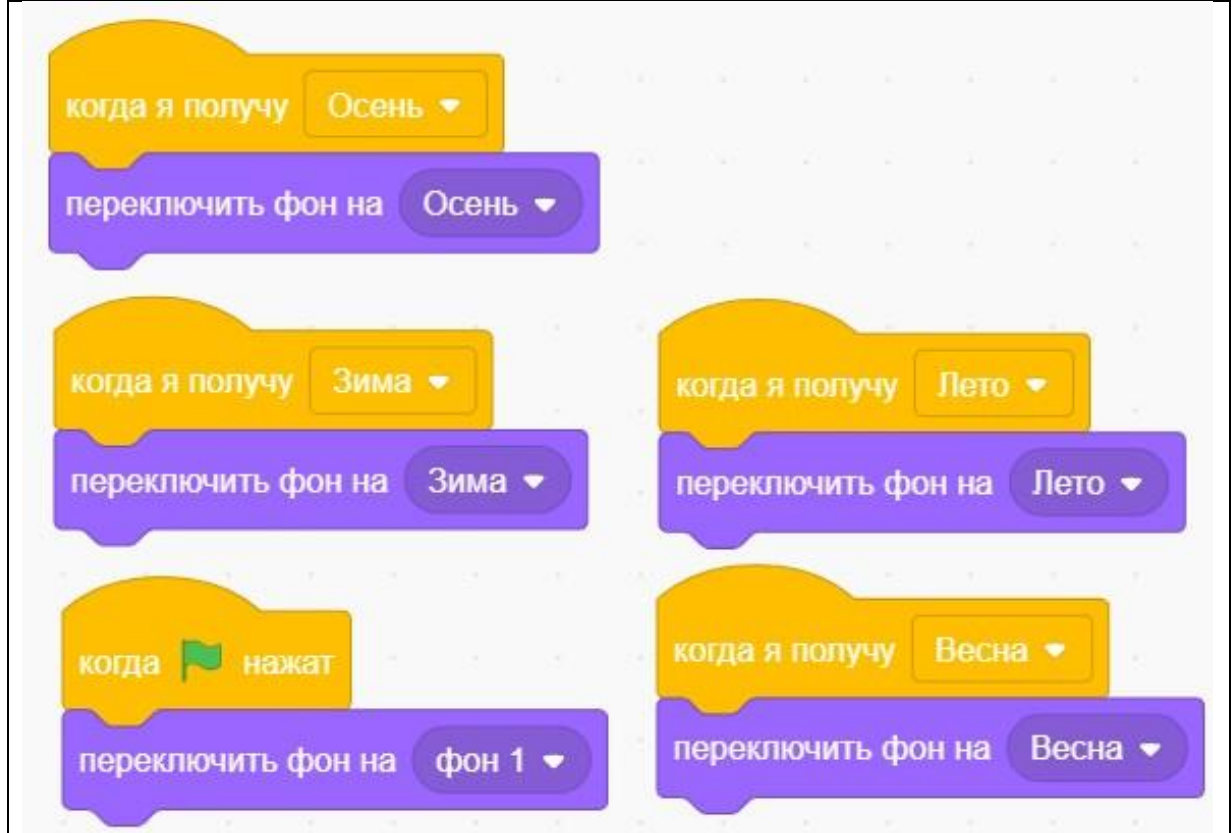 когда я получу Осень
переключить фон на Осень
когда я получу Зима
переключить фон на Зима
когда я получу Лето
переключить фон на Лето
когда нажат
переключить фон на фон 1
когда я получу Весна
переключить фон на Весна